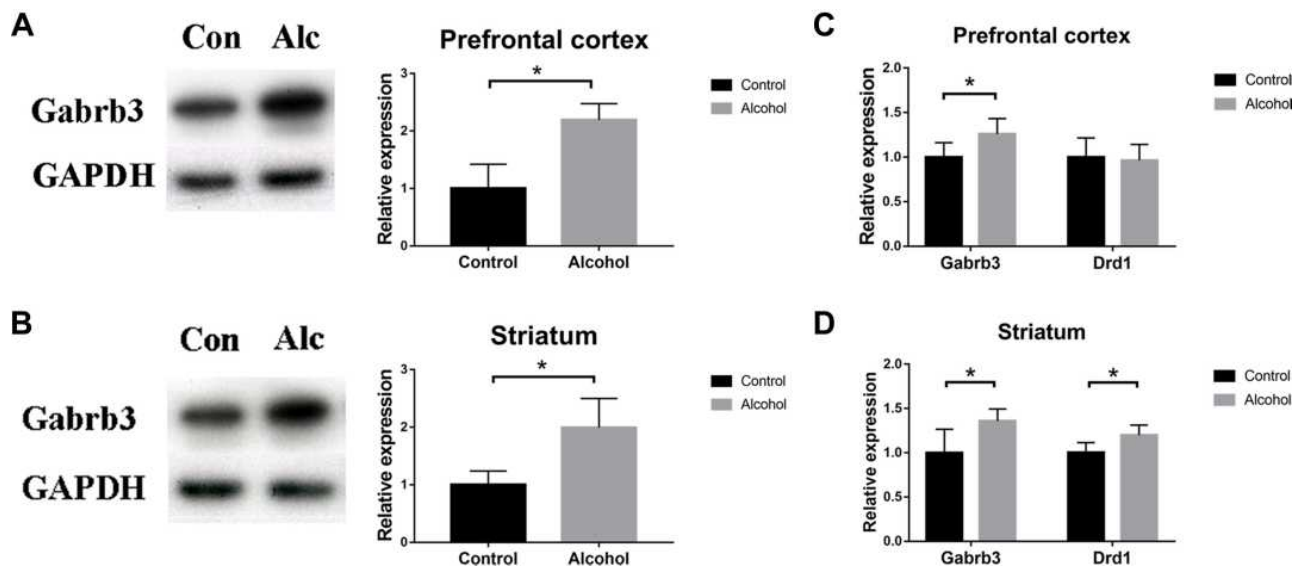 A
Con Alc
Gabrb3
GAPDH
Prefrontal cortex
Relative expression
3
2
1
0
*
Control Alcohol
Control
Alcohol
C
Prefrontal cortex
Relative expression
2.0
1.5
1.0
0.5
0.0
*
Gabrb3 Drd1
Control
Alcohol
B
Con Alc
Gabrb3
GAPDH
Striatum
Relative expression
3
2
1
0
*
Control Alcohol
Control
Alcohol
D
Striatum
Relative expression
2.0
1.5
1.0
0.5
0.0
* *
Gabrb3 Drd1
Control
Alcohol